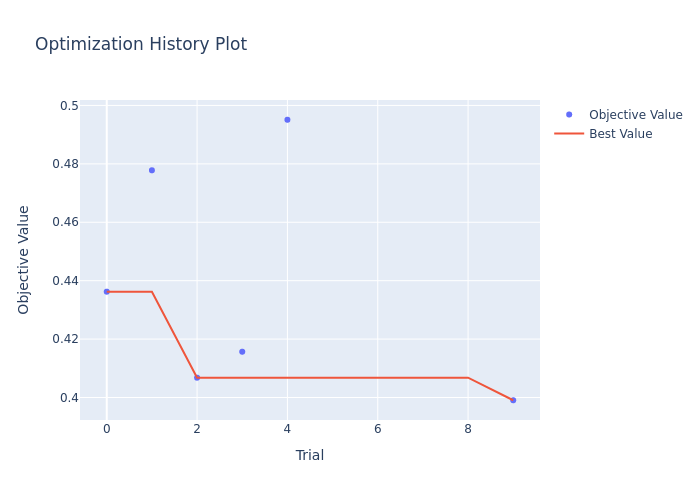 Optimization History Plot
Objective Value
Best Value
0.5
0.48
0.46
0.44
0.42
0.4
Objective Value
0
2
4
6
8
Trial